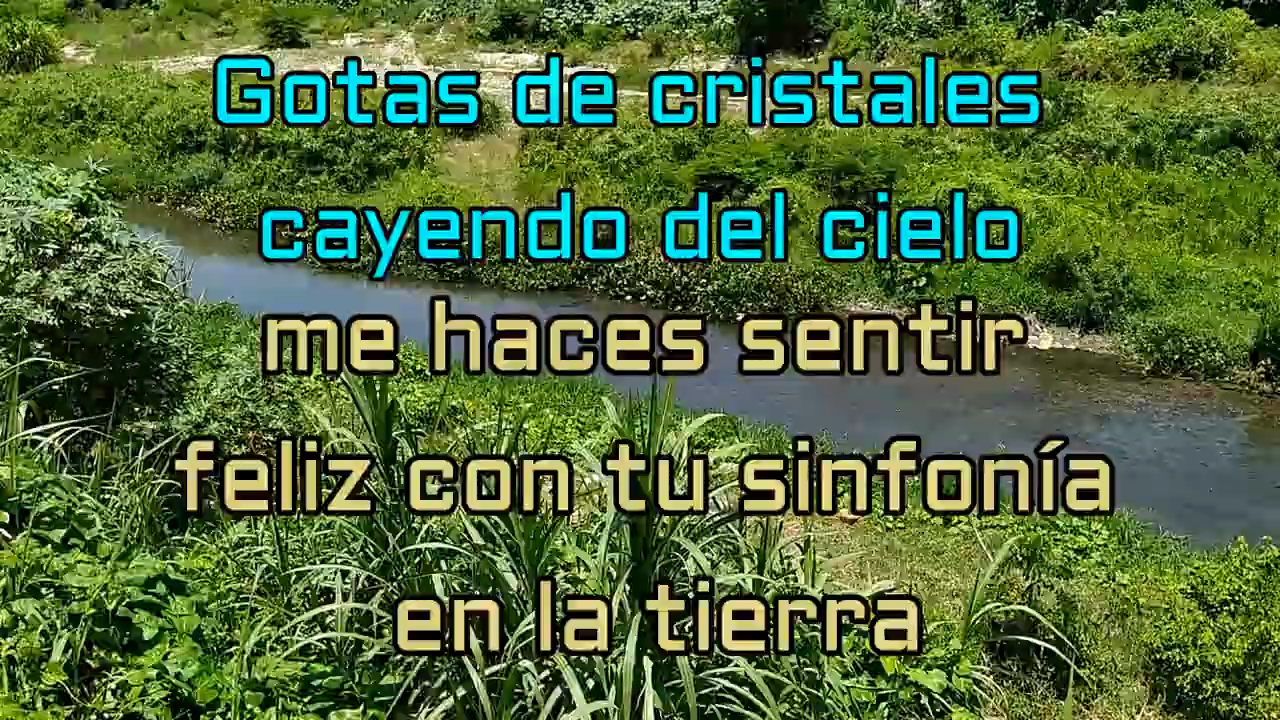 Gotas de cristales
cayendo del cielo
me haces sentir
feliz con tu sinfonía
en la tierra